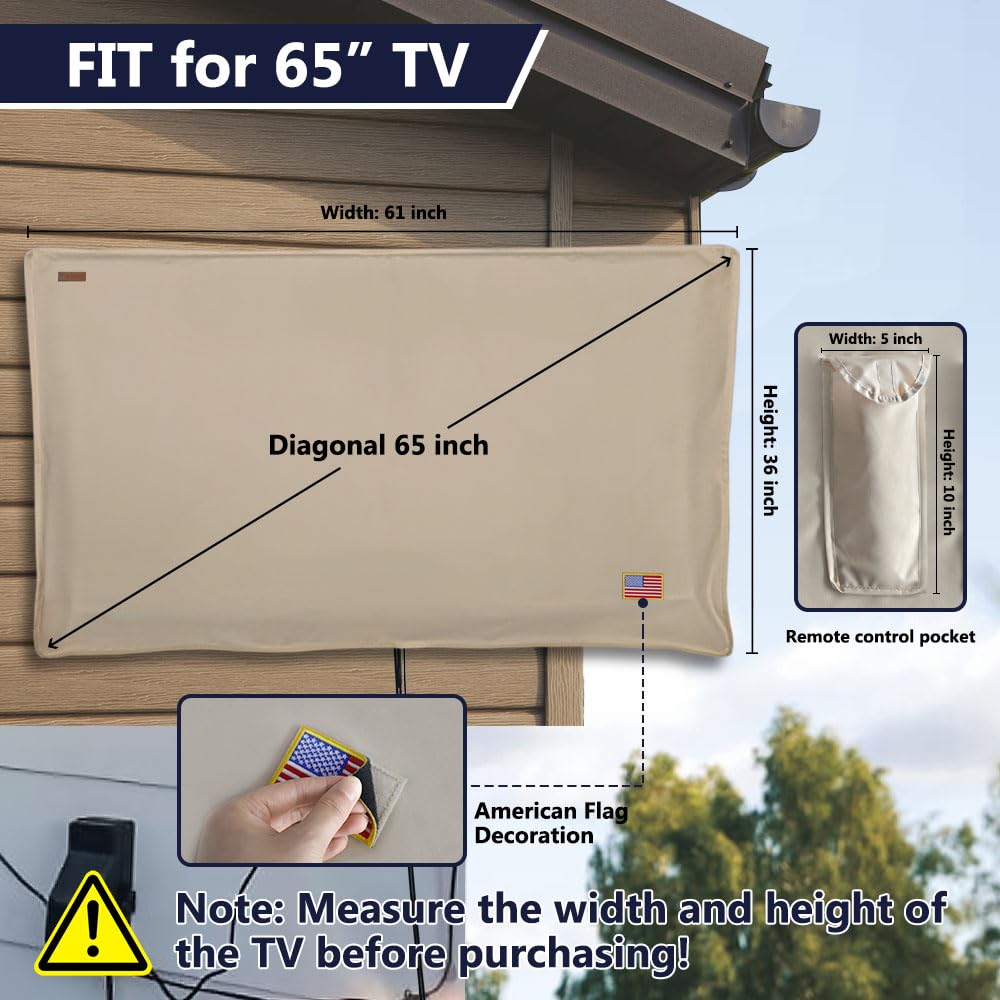 FIT for 65” TV
Width: 61 inch
Diagonal 65 inch
Height: 36 inch
Width: 5 inch
Height: 10 inch
Remote control pocket
American Flag
Decoration
Note: Measure the width and height of
the TV before purchasing!